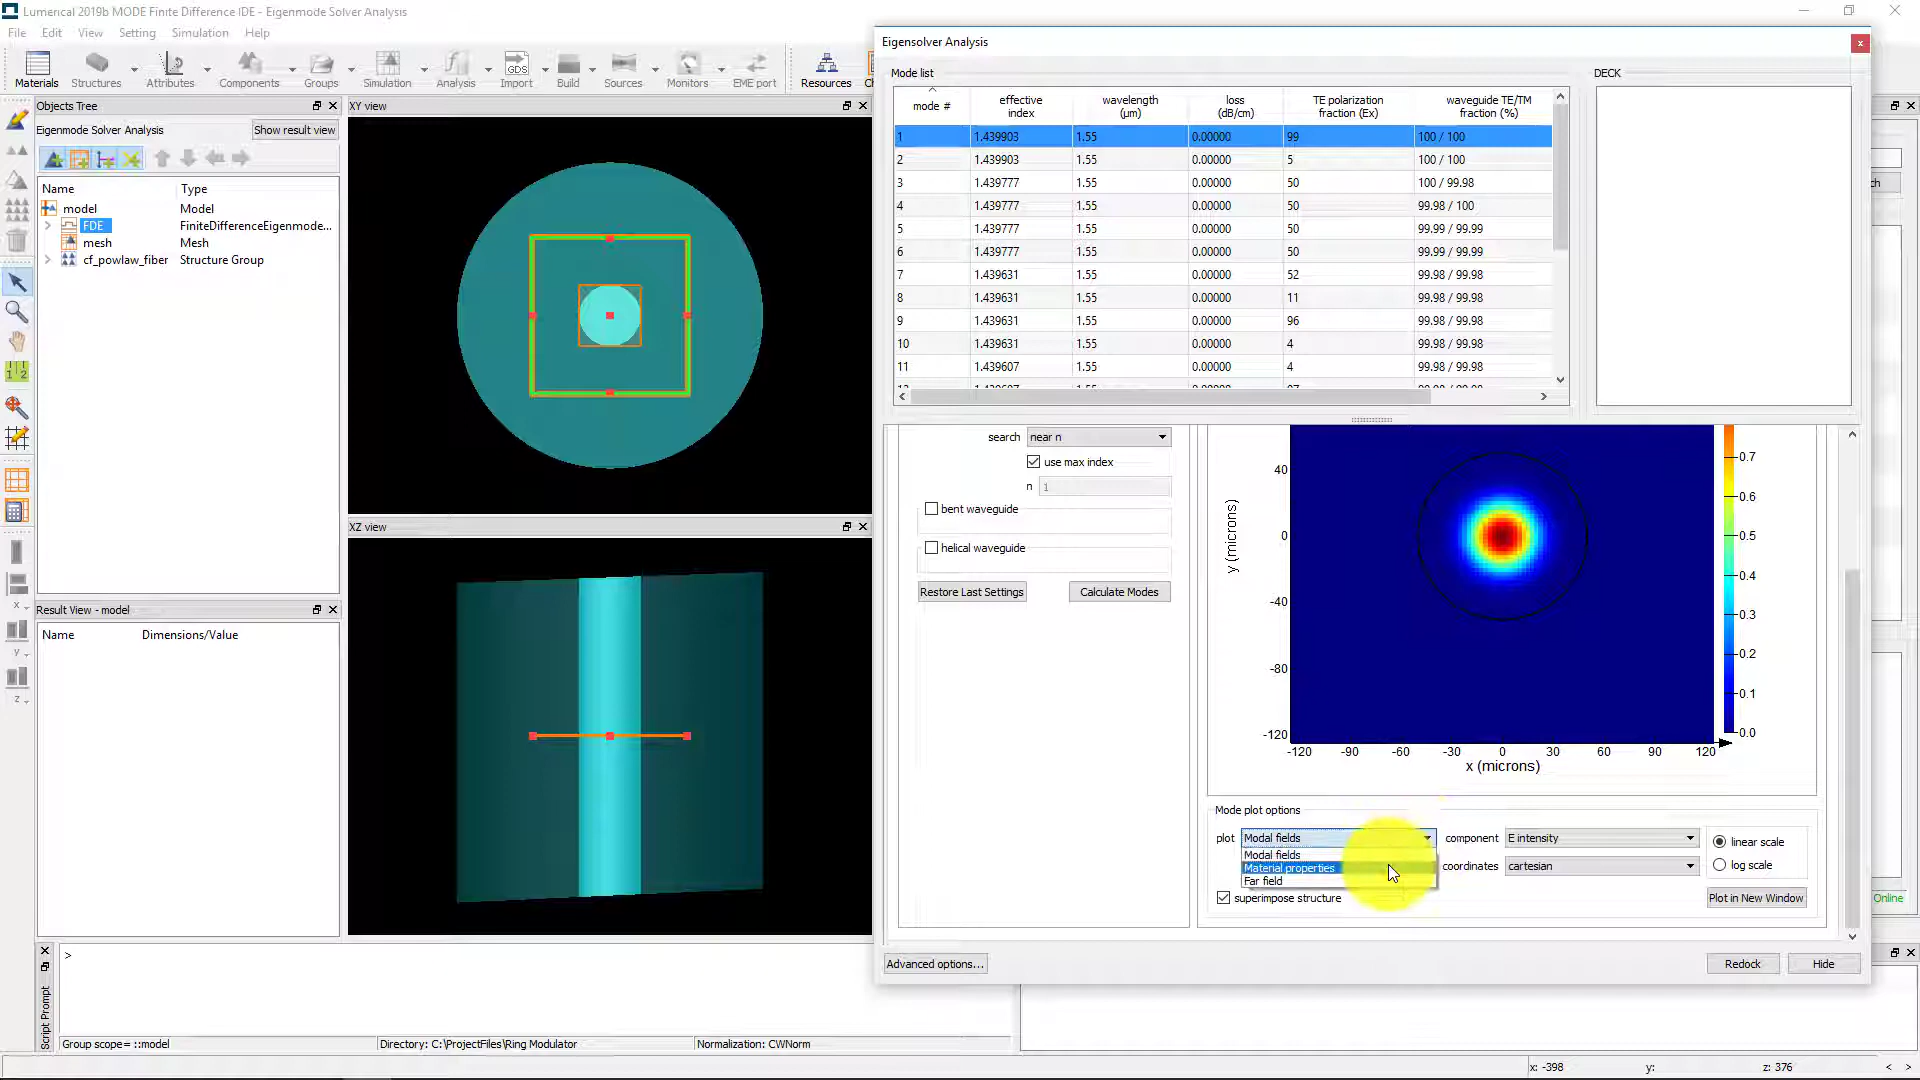 Lumerical 2019b MODE Finite Difference IDE - Eigenmode Solver Analysis
File Edit View Setting Simulation Help
Materials Structures Attributes Components Groups Simulation Analysis Import Build Sources Monitors EME port Resources
GDS
Objects Tree
Eigenmode Solver Analysis Show result view
Name Type
model Model
FDE FiniteDifferenceEigenmode...
mesh Mesh
cf_powlaw_fiber Structure Group
Result View - model
Name Dimensions/Value
XY view
XZ view
Eigensolver Analysis
Mode list
mode # effective index wavelength (µm) loss (dB/cm) TE polarization fraction (Ex) waveguide TE/TM fraction (%)
1 1.439903 1.55 0.00000 99 100 / 100
2 1.439903 1.55 0.00000 5 100 / 100
3 1.439777 1.55 0.00000 50 100 / 99.98
4 1.439777 1.55 0.00000 50 99.98 / 100
5 1.439777 1.55 0.00000 50 99.99 / 99.99
6 1.439777 1.55 0.00000 50 99.99 / 99.99
7 1.439631 1.55 0.00000 52 99.98 / 99.98
8 1.439631 1.55 0.00000 11 99.98 / 99.98
9 1.439631 1.55 0.00000 96 99.98 / 99.98
10 1.439631 1.55 0.00000 4 99.98 / 99.98
11 1.439607 1.55 0.00000 4 99.98 / 99.98
DECK
search near n
use max index
n 1
bent waveguide
helical waveguide
Restore Last Settings Calculate Modes
40
0
-40
-80
-120
y (microns)
-120 -90 -60 -30 0 30 60 90 120
x (microns)
0.7
0.6
0.5
0.4
0.3
0.2
0.1
0.0
Mode plot options
plot Modal fields component E intensity linear scale
Modal fields
Material properties coordinates cartesian log scale
Far field
superimpose structure Plot in New Window
Advanced options... Redock Hide
Online
>
Script Prompt
Group scope= ::model Directory: C:\ProjectFiles\Ring Modulator Normalization: CWNorm
x: -398 y: z: 376